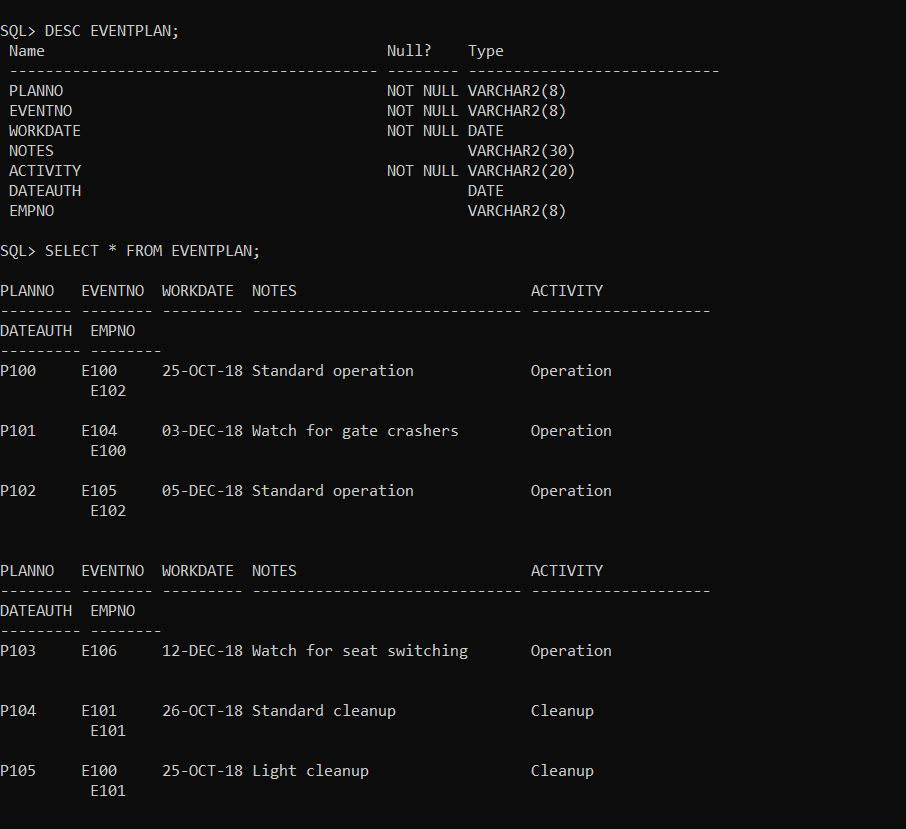 SQL> DESC EVENTPLAN;
 Name                                      Null?    Type
 ----------------------------------------- -------- ----------------------------
 PLANNO                                    NOT NULL VARCHAR2(8)
 EVENTNO                                   NOT NULL VARCHAR2(8)
 WORKDATE                                  NOT NULL DATE
 NOTES                                              VARCHAR2(30)
 ACTIVITY                                  NOT NULL VARCHAR2(20)
 DATEAUTH                                           DATE
 EMPNO                                              VARCHAR2(8)
SQL> SELECT * FROM EVENTPLAN;
PLANNO   EVENTNO  WORKDATE  NOTES                          ACTIVITY
-------- -------- --------- ------------------------------ --------------------
DATEAUTH  EMPNO
--------- --------
P100     E100     25-OCT-18 Standard operation             Operation
          E102
P101     E104     03-DEC-18 Watch for gate crashers        Operation
          E100
P102     E105     05-DEC-18 Standard operation             Operation
          E102
PLANNO   EVENTNO  WORKDATE  NOTES                          ACTIVITY
-------- -------- --------- ------------------------------ --------------------
DATEAUTH  EMPNO
--------- --------
P103     E106     12-DEC-18 Watch for seat switching       Operation
P104     E101     26-OCT-18 Standard cleanup               Cleanup
          E101
P105     E100     25-OCT-18 Light cleanup                  Cleanup
          E101